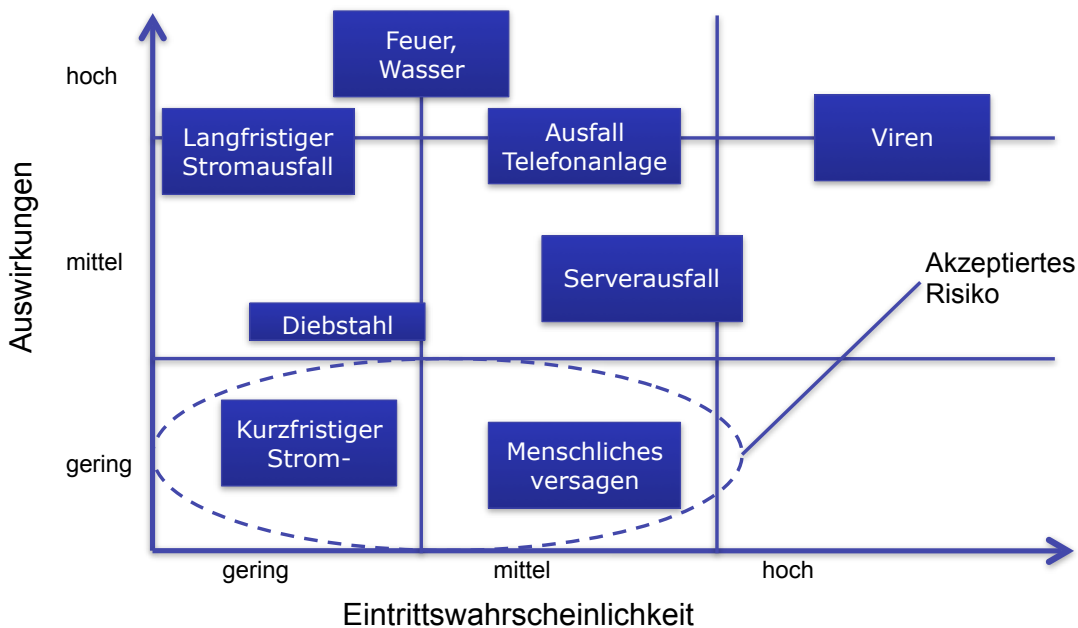 Feuer,
Wasser
hoch
Langfristiger
Stromausfall
Ausfall
Telefonanlage
Viren
Auswirkungen
mittel
Serverausfall
Akzeptiertes
Risiko
Diebstahl
Kurzfristiger
Strom-
gering
Menschliches
versagen
gering
mittel
hoch
Eintrittswahrscheinlichkeit